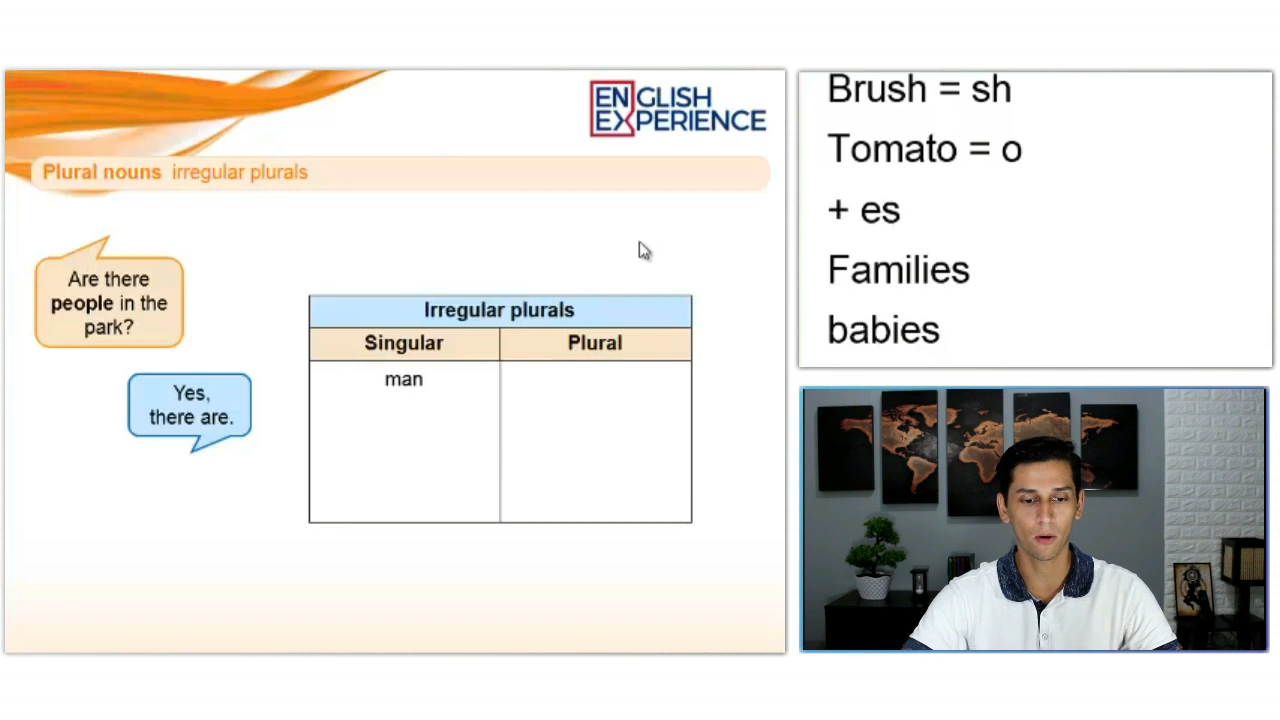 ENGLISH
EXPERIENCE
Plural nouns irregular plurals
Are there
people in the
park?
Yes,
there are.
Irregular plurals
Singular Plural
man
Brush = sh
Tomato = o
+ es
Families
babies